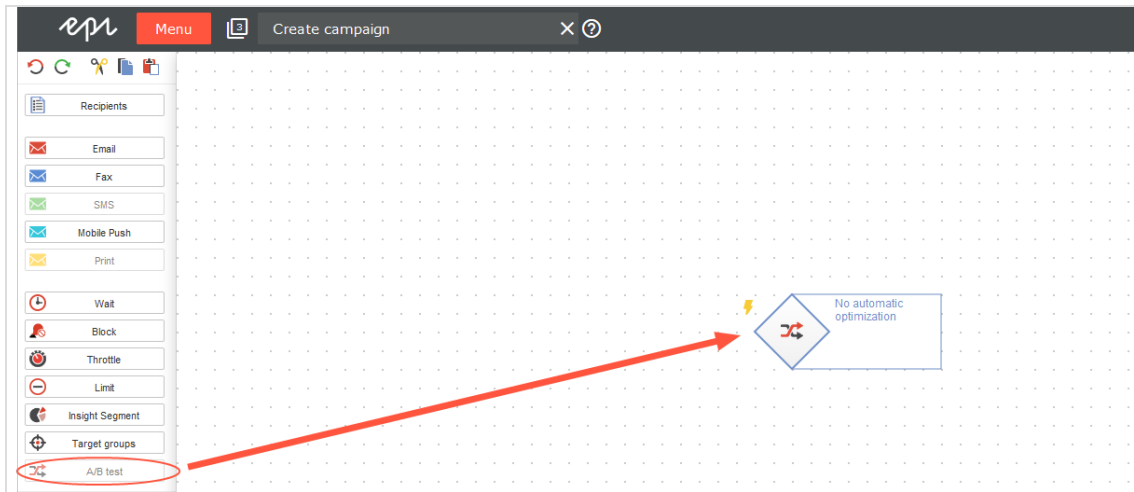 epi
Menu
3
Create campaign
Recipients
Email
Fax
SMS
Mobile Push
Print
Wait
Block
Throttle
Limit
Insight Segment
Target groups
A/B test
No automatic
optimization